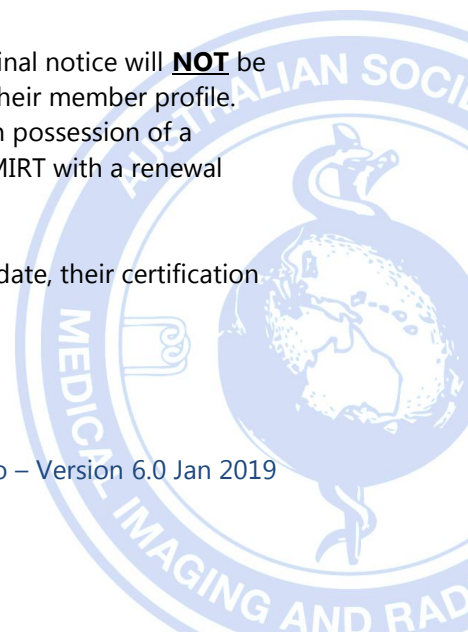 inal notice will NOT be
heir member profile.
n possession of a
MIRT with a renewal
date, their certification
o – Version 6.0 Jan 2019
RALIAN SOCI
MEDICAL IMAGING AND RAD